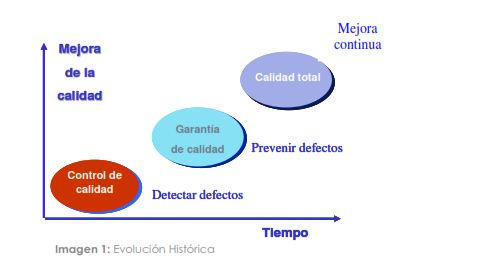 Mejora
continua
Mejora
de la
calidad
Calidad total
Garantía
de calidad
Prevenir defectos
Control de
calidad
Detectar defectos
Tiempo
Imagen 1: Evolución Histórica